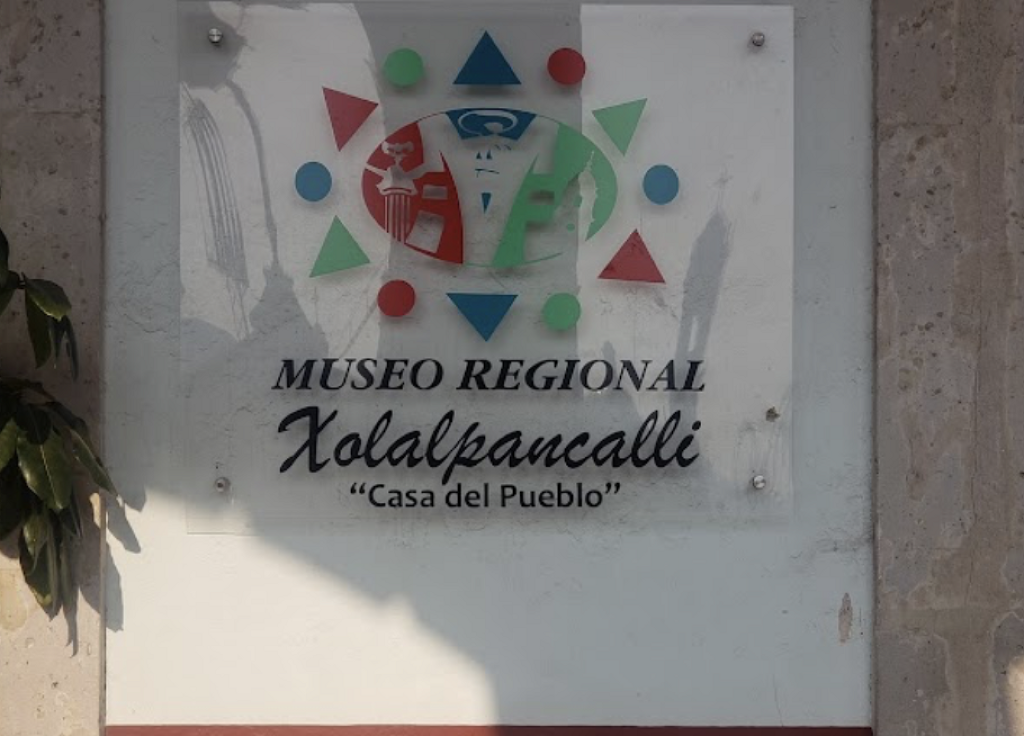 MUSEO REGIONAL
Xolalpancalli
“Casa del Pueblo”